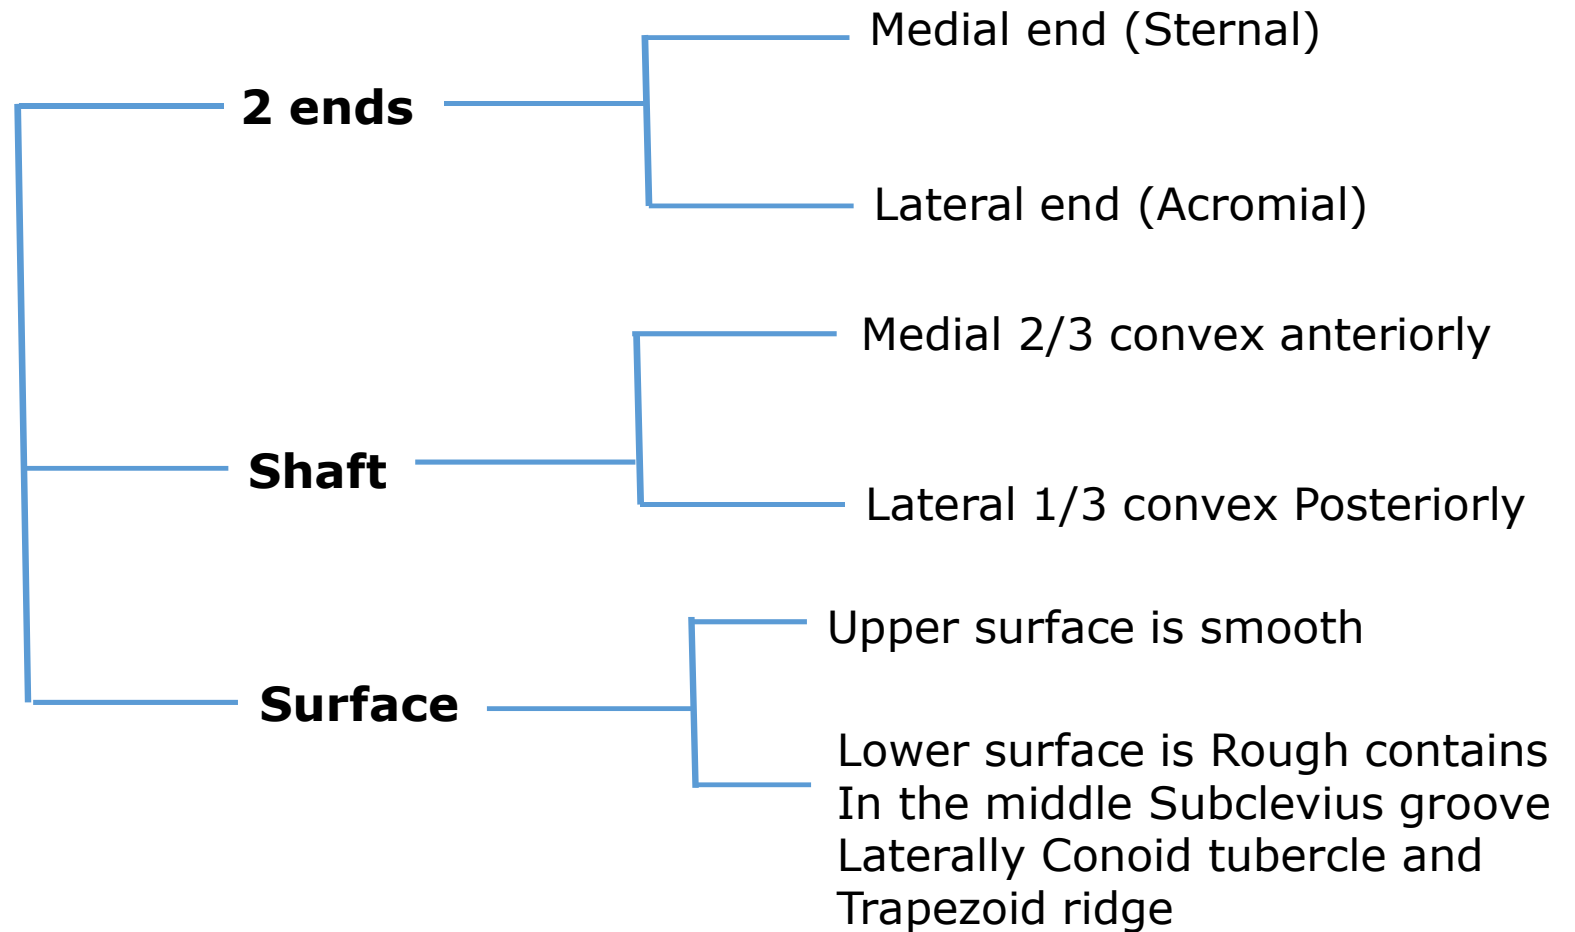 Medial end (Sternal)
2 ends
Lateral end (Acromial)
Medial 2/3 convex anteriorly
Shaft
Lateral 1/3 convex Posteriorly
Upper surface is smooth
Surface
Lower surface is Rough contains
In the middle Subclevius groove
Laterally Conoid tubercle and
Trapezoid ridge